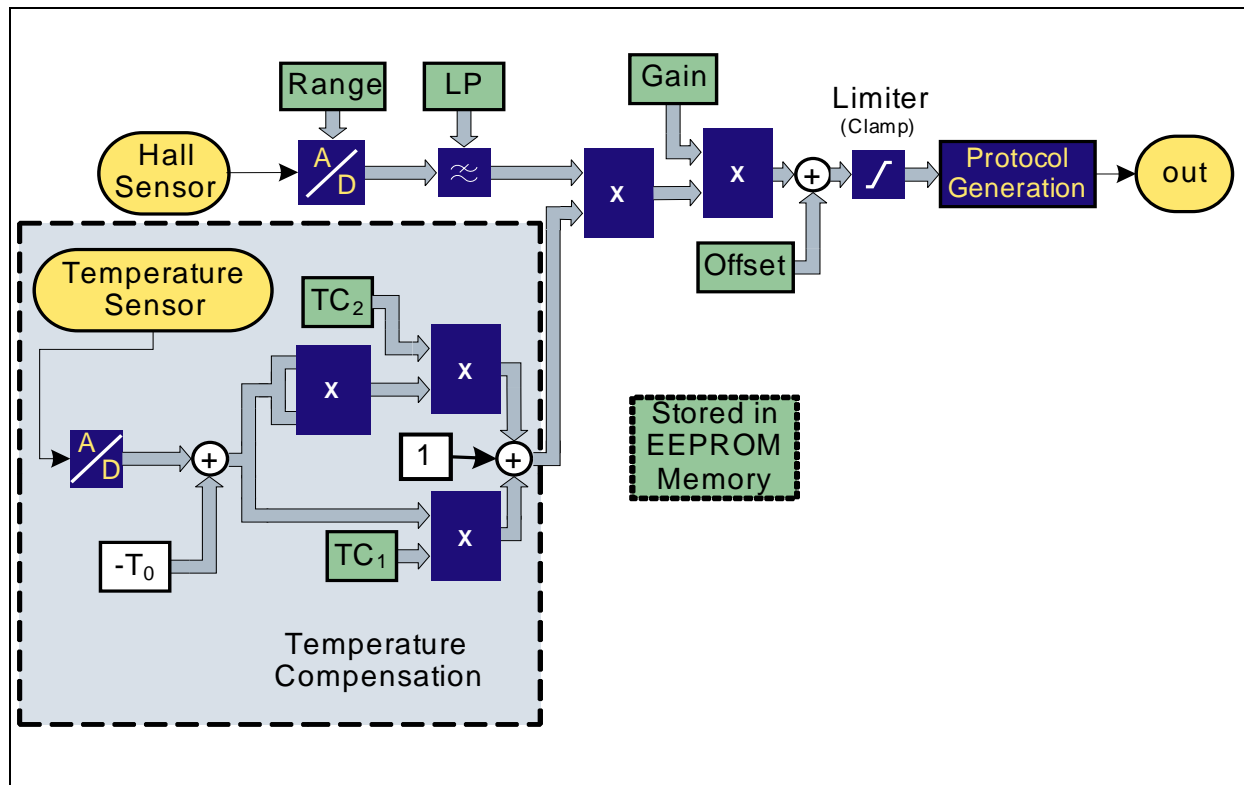 Range
LP
Gain
Limiter
(Clamp)
Hall
Sensor
A
D
≈
X
X
+
Protocol
Generation
out
Offset
Temperature
Sensor
TC₂
X
X
Stored in
EEPROM
Memory
A
D
+
1
+
X
TC₁
-T₀
Temperature
Compensation